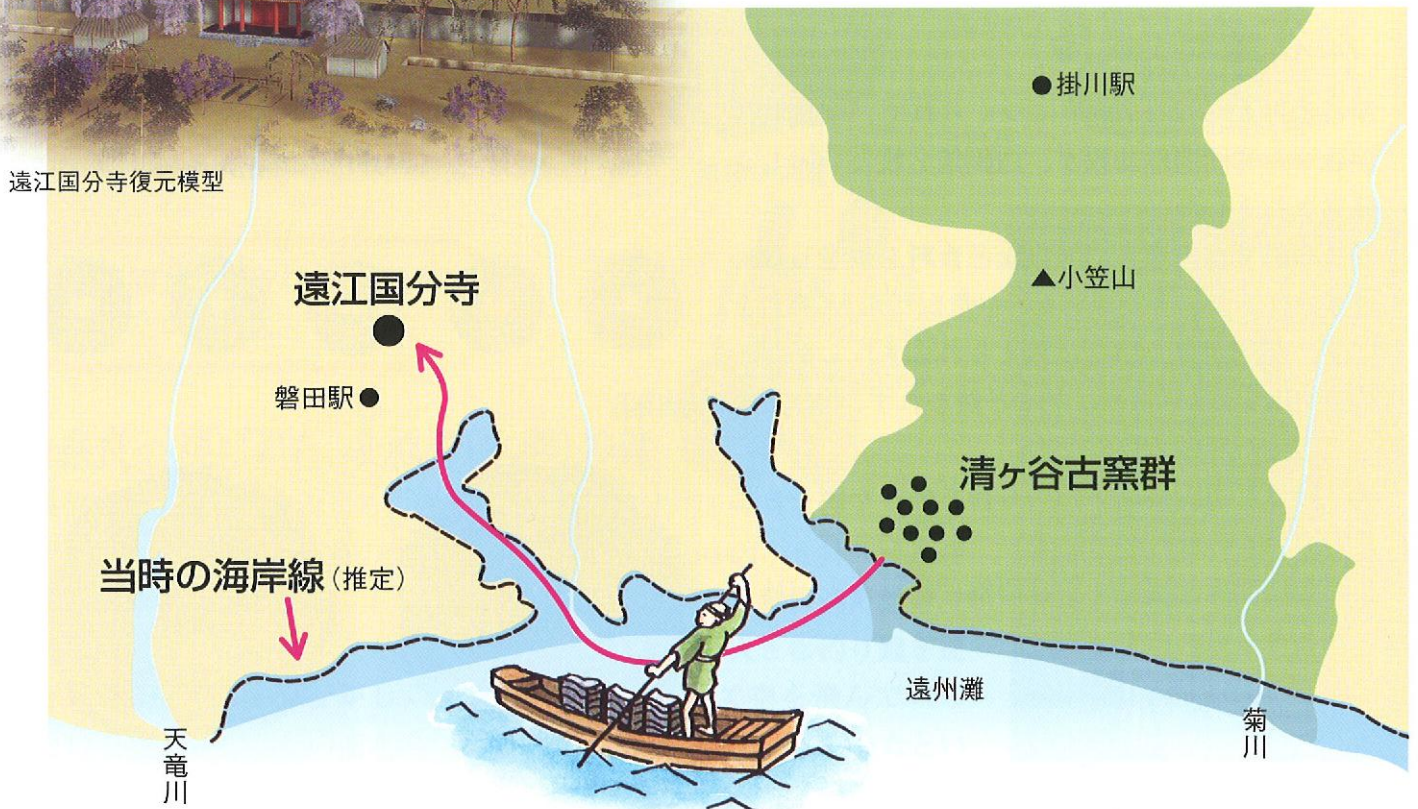 遠江国分寺復元模型
●掛川駅
▲小笠山
遠江国分寺
磐田駅●
清ヶ谷古窯群
当時の海岸線(推定)
遠州灘
天竜川
菊川